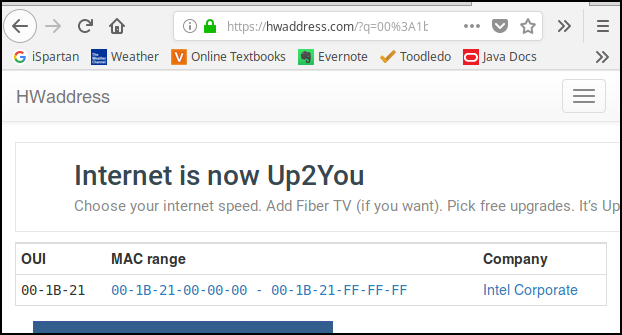 https://hwaddress.com/?q=00%3A1b
iSpartan Weather Online Textbooks Evernote Toodledo Java Docs
HWaddress
Internet is now Up2You
Choose your internet speed. Add Fiber TV (if you want). Pick free upgrades. It's Up
OUI MAC range Company
00-1B-21 00-1B-21-00-00-00 - 00-1B-21-FF-FF-FF Intel Corporate